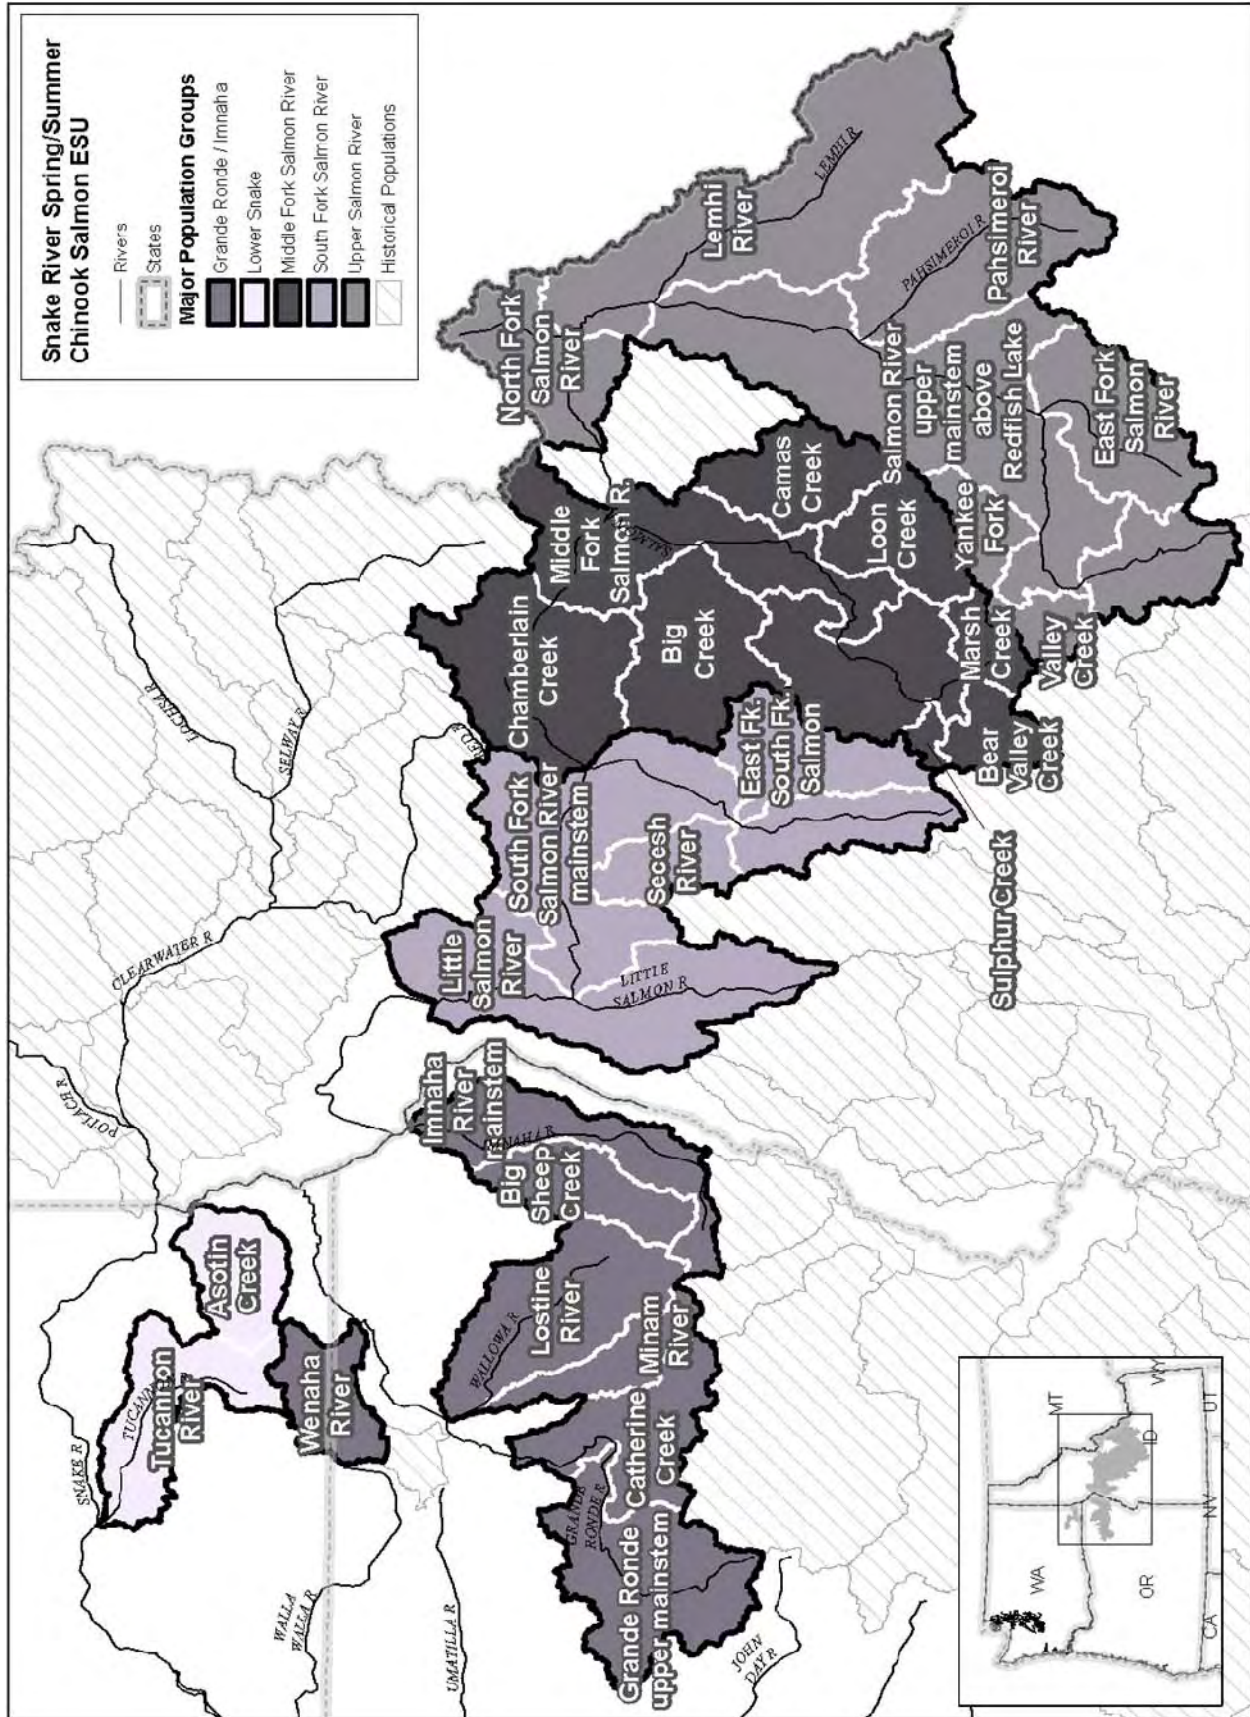 Snake River Spring/Summer
Chinook Salmon ESU
Rivers
States
Major Population Groups
Grande Ronde / Imnaha
Lower Snake
Middle Fork Salmon River
South Fork Salmon River
Upper Salmon River
Historical Populations
SNAKE R
TUCANN
Tucannon
River
Asotin
Creek
Wenaha
River
WALLA
WALLA R
UMATILLA R
JOHN
DAY R
POTLACH R
CLEARWATER R
LOCHSA R
SELWAY R
RED R
Grande Ronde
upper mainstem
GRANDE
RONDE R
Catherine
Creek
Minam
River
WALLOWA R
Lostine
River
Big
Sheep
Creek
Imnaha
River
mainstem
IMNAHA R
Little
Salmon
River
LITTLE
SALMON R
South Fork
Salmon River
mainstem
Secesh
River
East Fk.
South Fk.
Salmon
Sulphur Creek
Chamberlain
Creek
Big
Creek
Middle
Fork
Salmon R.
SALMON
Bear
Valley
Creek
Marsh
Creek
Loon
Creek
Camas
Creek
Valley
Creek
Yankee
Fork
North Fork
Salmon
River
Lemhi
River
LEMHI R
PAHSIMEROI R
Pahsimeroi
River
Salmon River
upper
mainstem
above
Redfish Lake
East Fork
Salmon
River
WA
MT
OR
ID
WY
CA
NV
UT